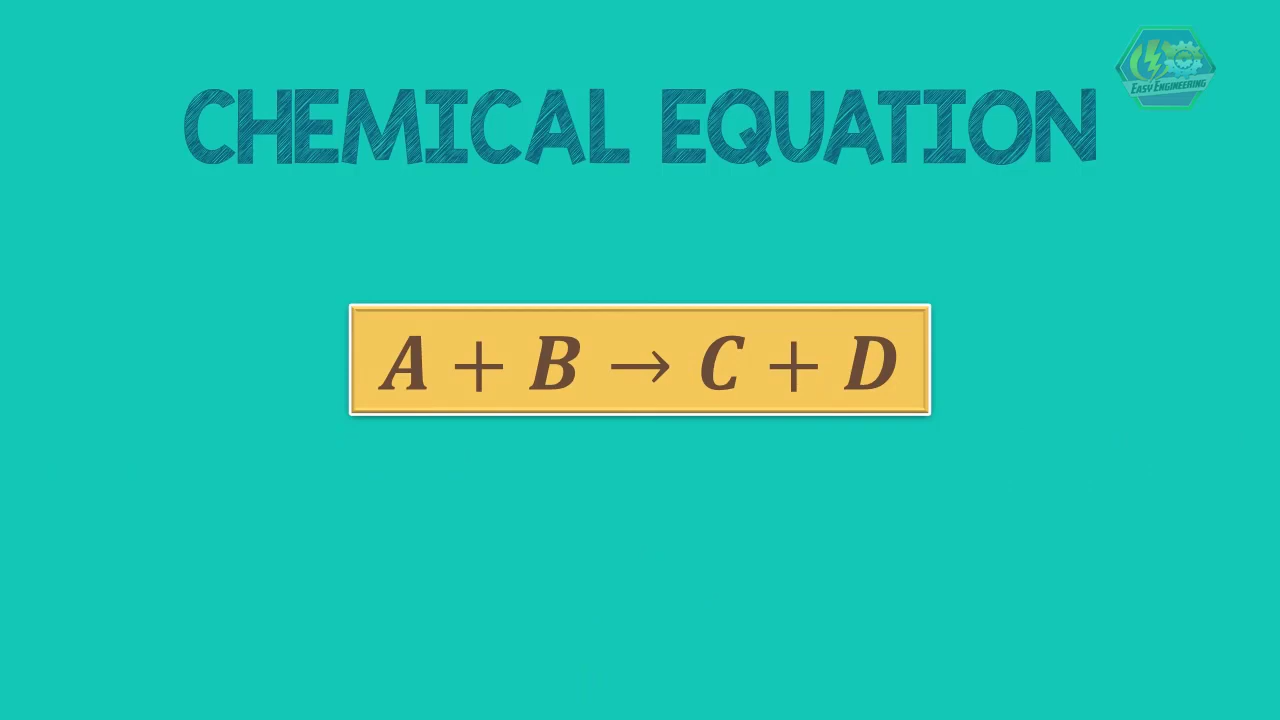 EASY ENGINEERING
CHEMICAL EQUATION
A + B → C + D